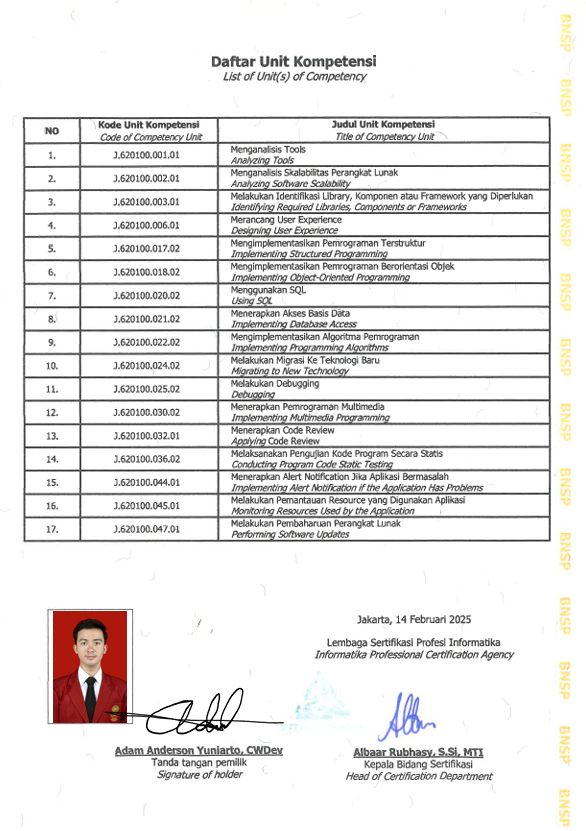 Daftar Unit Kompetensi
List of Unit(s) of Competency
NO
Kode Unit Kompetensi
Code of Competency Unit
Judul Unit Kompetensi
Title of Competency Unit
1.
J.620100.001.01
Menganalisis Tools
Analyzing Tools
2.
J.620100.002.01
Menganalisis Skalabilitas Perangkat Lunak
Analyzing Software Scalability
3.
J.620100.003.01
Melakukan Identifikasi Library, Komponen atau Framework yang Diperlukan
Identifying Required Libraries, Components or Frameworks
4.
J.620100.006.01
Merancang User Experience
Designing User Experience
5.
J.620100.017.02
Mengimplementasikan Pemrograman Terstruktur
Implementing Structured Programming
6.
J.620100.018.02
Mengimplementasikan Pemrograman Berorientasi Objek
Implementing Object-Oriented Programming
7.
J.620100.020.02
Menggunakan SQL
Using SQL
8.
J.620100.021.02
Menerapkan Akses Basis Data
Implementing Database Access
9.
J.620100.022.02
Mengimplementasikan Algoritma Pemrograman
Implementing Programming Algorithms
10.
J.620100.024.02
Melakukan Migrasi Ke Teknologi Baru
Migrating to New Technology
11.
J.620100.025.02
Melakukan Debugging
Debugging
12.
J.620100.030.02
Menerapkan Pemrograman Multimedia
Implementing Multimedia Programming
13.
J.620100.032.01
Menerapkan Code Review
Applying Code Review
14.
J.620100.036.02
Melaksanakan Pengujian Kode Program Secara Statis
Conducting Program Code Static Testing
15.
J.620100.044.01
Menerapkan Alert Notification Jika Aplikasi Bermasalah
Implementing Alert Notification if the Application Has Problems
16.
J.620100.045.01
Melakukan Pemantauan Resource yang Digunakan Aplikasi
Monitoring Resources Used by the Application
17.
J.620100.047.01
Melakukan Pembaharuan Perangkat Lunak
Performing Software Updates
Jakarta, 14 Februari 2025
Lembaga Sertifikasi Profesi Informatika
Informatika Professional Certification Agency
Adam Anderson Yuniarto, CWDev
Tanda tangan pemilik
Signature of holder
Albaar Rubhasy, S.Si, MTI
Kepala Bidang Sertifikasi
Head of Certification Department
BNSP
BNSP
BNSP
BNSP
BNSP
BNSP
BNSP
BNSP
BNSP
BNSP
BNSP
BNSP
BNSP